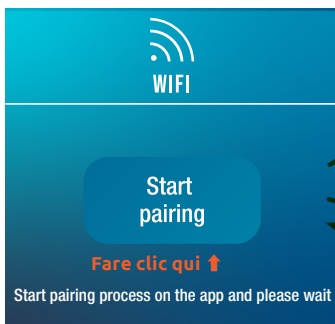 WIFI
Start
pairing
Fare clic qui
Start pairing process on the app and please wait